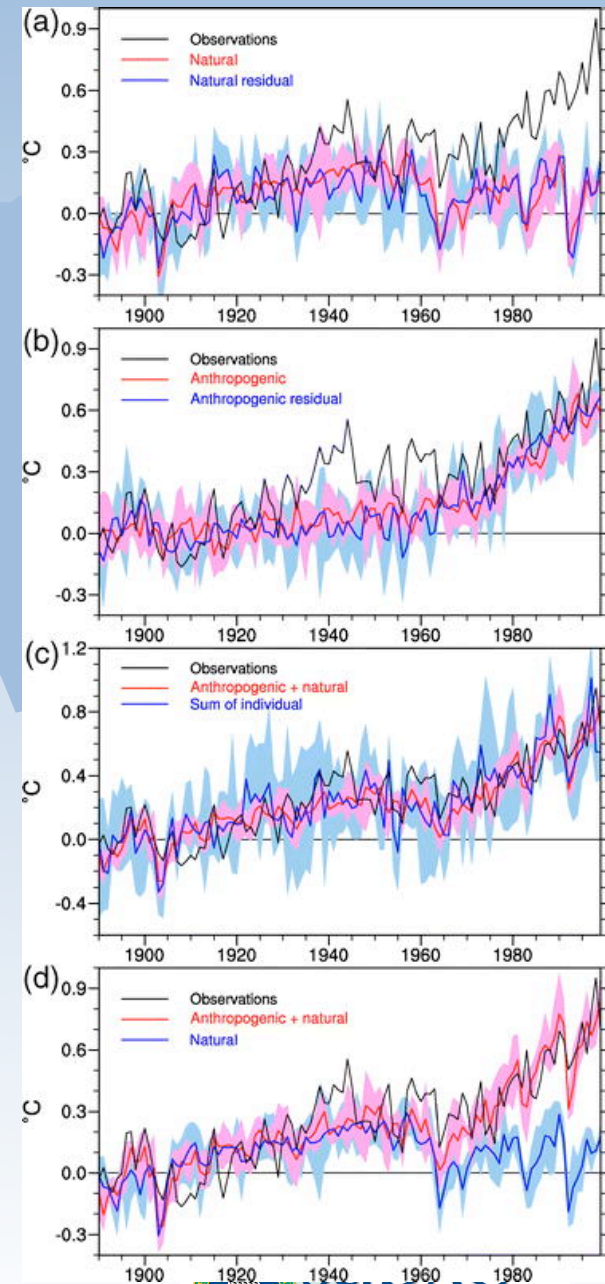 (a)
0.9
0.6
0.3
0.0
-0.3
°C
Observations
Natural
Natural residual
1900 1920 1940 1960 1980
(b)
0.9
0.6
0.3
0.0
-0.3
°C
Observations
Anthropogenic
Anthropogenic residual
1900 1920 1940 1960 1980
(c)
1.2
0.8
0.4
0.0
-0.4
°C
Observations
Anthropogenic + natural
Sum of individual
1900 1920 1940 1960 1980
(d)
0.9
0.6
0.3
0.0
-0.3
°C
Observations
Anthropogenic + natural
Natural
1900 1920 1940 1960 1980